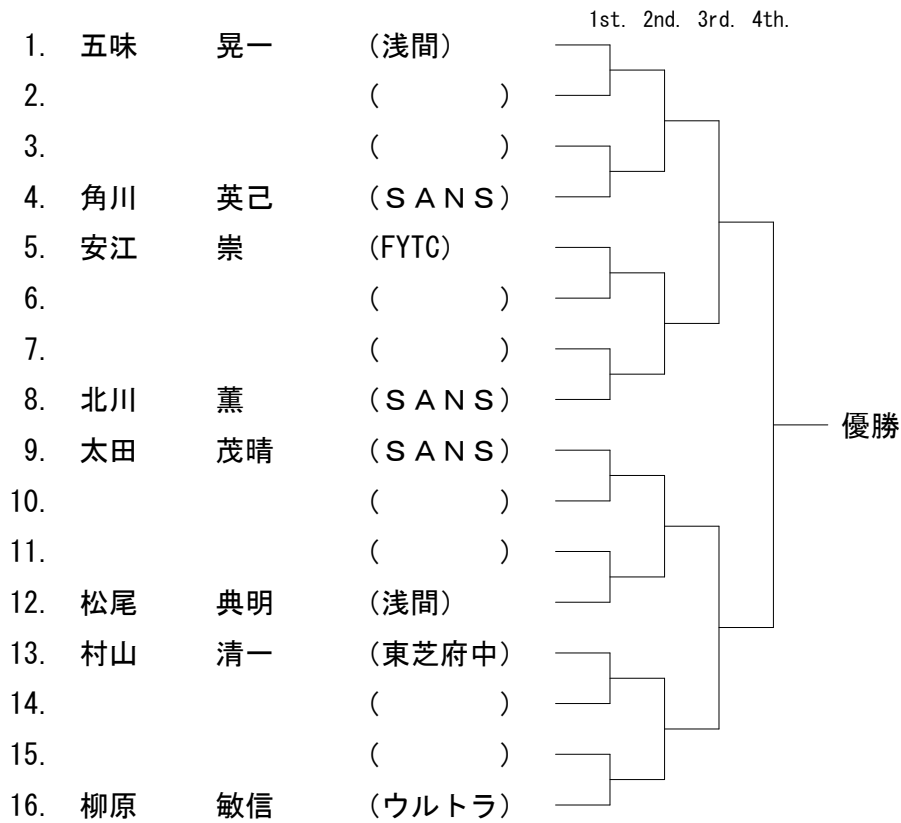 1st. 2nd. 3rd. 4th.
1. 五味 晃一 (浅間)
2. ( )
3. ( )
4. 角川 英己 (ＳＡＮＳ)
5. 安江 崇 (FYTC)
6. ( )
7. ( )
8. 北川 薫 (ＳＡＮＳ)
優勝
9. 太田 茂晴 (ＳＡＮＳ)
10. ( )
11. ( )
12. 松尾 典明 (浅間)
13. 村山 清一 (東芝府中)
14. ( )
15. ( )
16. 柳原 敏信 (ウルトラ)